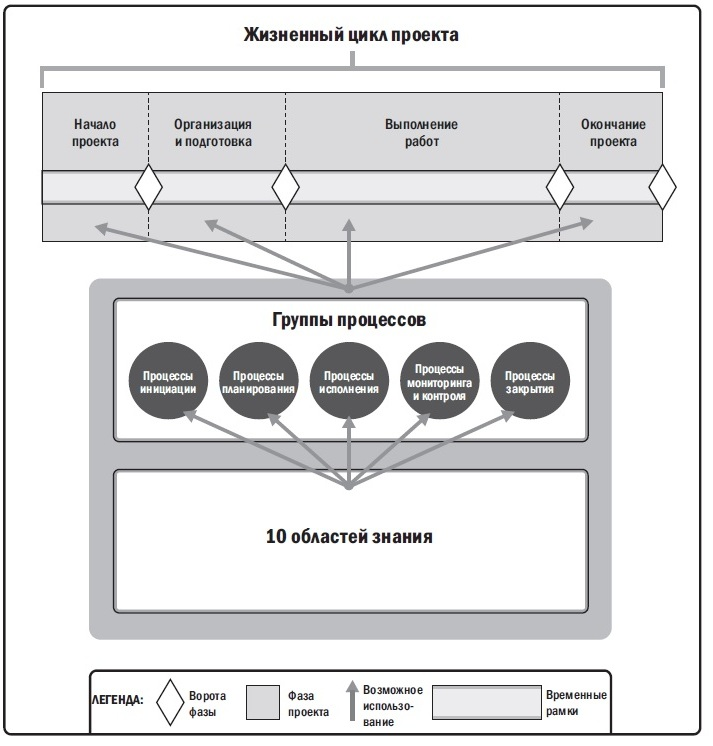 Жизненный цикл проекта
Начало
проекта
Организация
и подготовка
Выполнение
работ
Окончание
проекта
Группы процессов
Процессы
инициации
Процессы
планирования
Процессы
исполнения
Процессы
мониторинга
и контроля
Процессы
закрытия
10 областей знания
ЛЕГЕНДА:
Ворота
фазы
Фаза
проекта
Возможное
использо-
вание
Временные
рамки